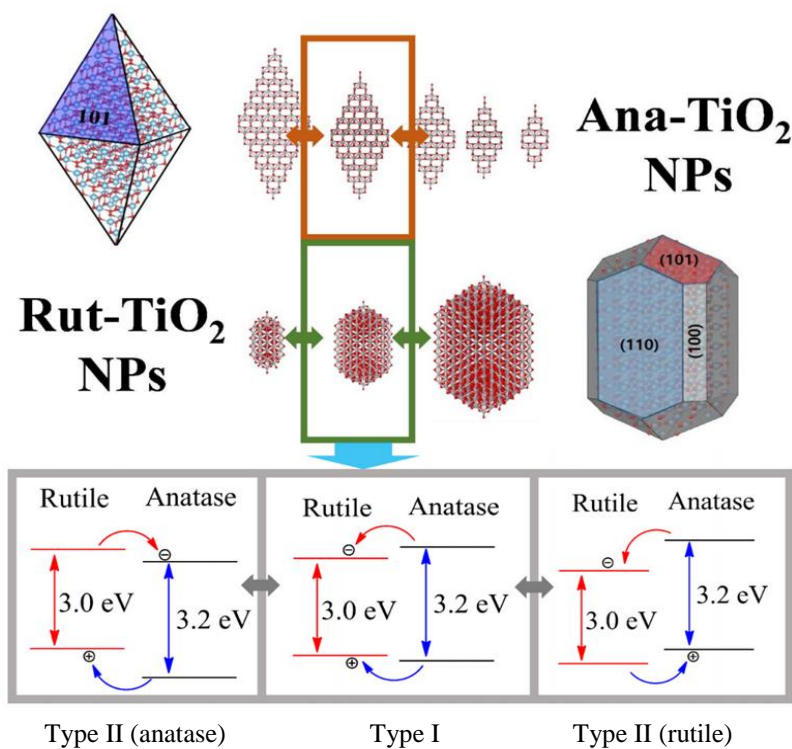 101
Ana-TiO₂
NPs
Rut-TiO₂
NPs
(101)
(110)
(100)
Rutile Anatase
⊖
3.0 eV
3.2 eV
⊕
Rutile Anatase
⊖
3.0 eV
3.2 eV
⊕
Rutile Anatase
⊖
3.0 eV
3.2 eV
⊕
Type II (anatase)
Type I
Type II (rutile)